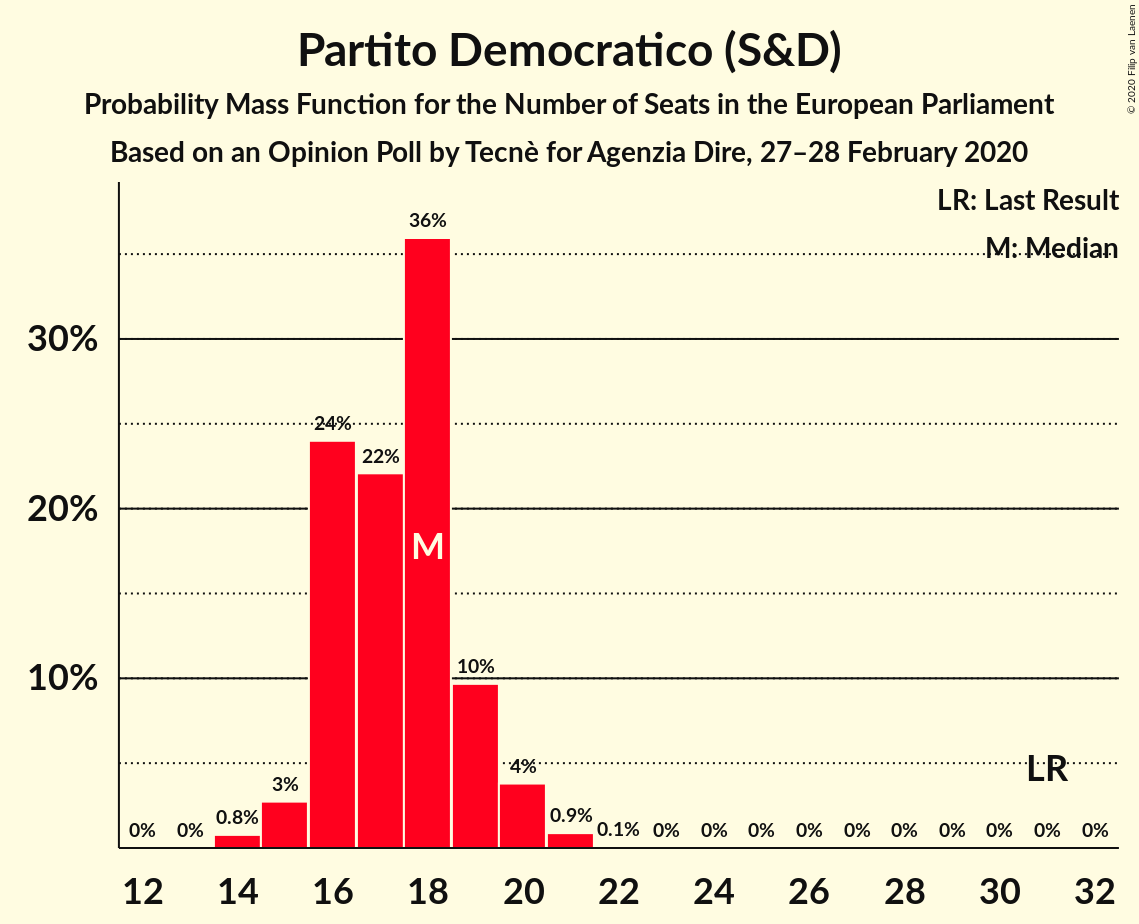 Partito Democratico (S&D)
Probability Mass Function for the Number of Seats in the European Parliament
Based on an Opinion Poll by Tecnè for Agenzia Dire, 27–28 February 2020
© 2020 Filip van Laenen
LR: Last Result
M: Median
30%
20%
10%
0%
0%
0.8%
3%
24%
22%
36%
M
10%
4%
0.9%
0.1%
0%
0%
0%
0%
0%
0%
0%
0%
LR
0%
0%
12 14 16 18 20 22 24 26 28 30 32